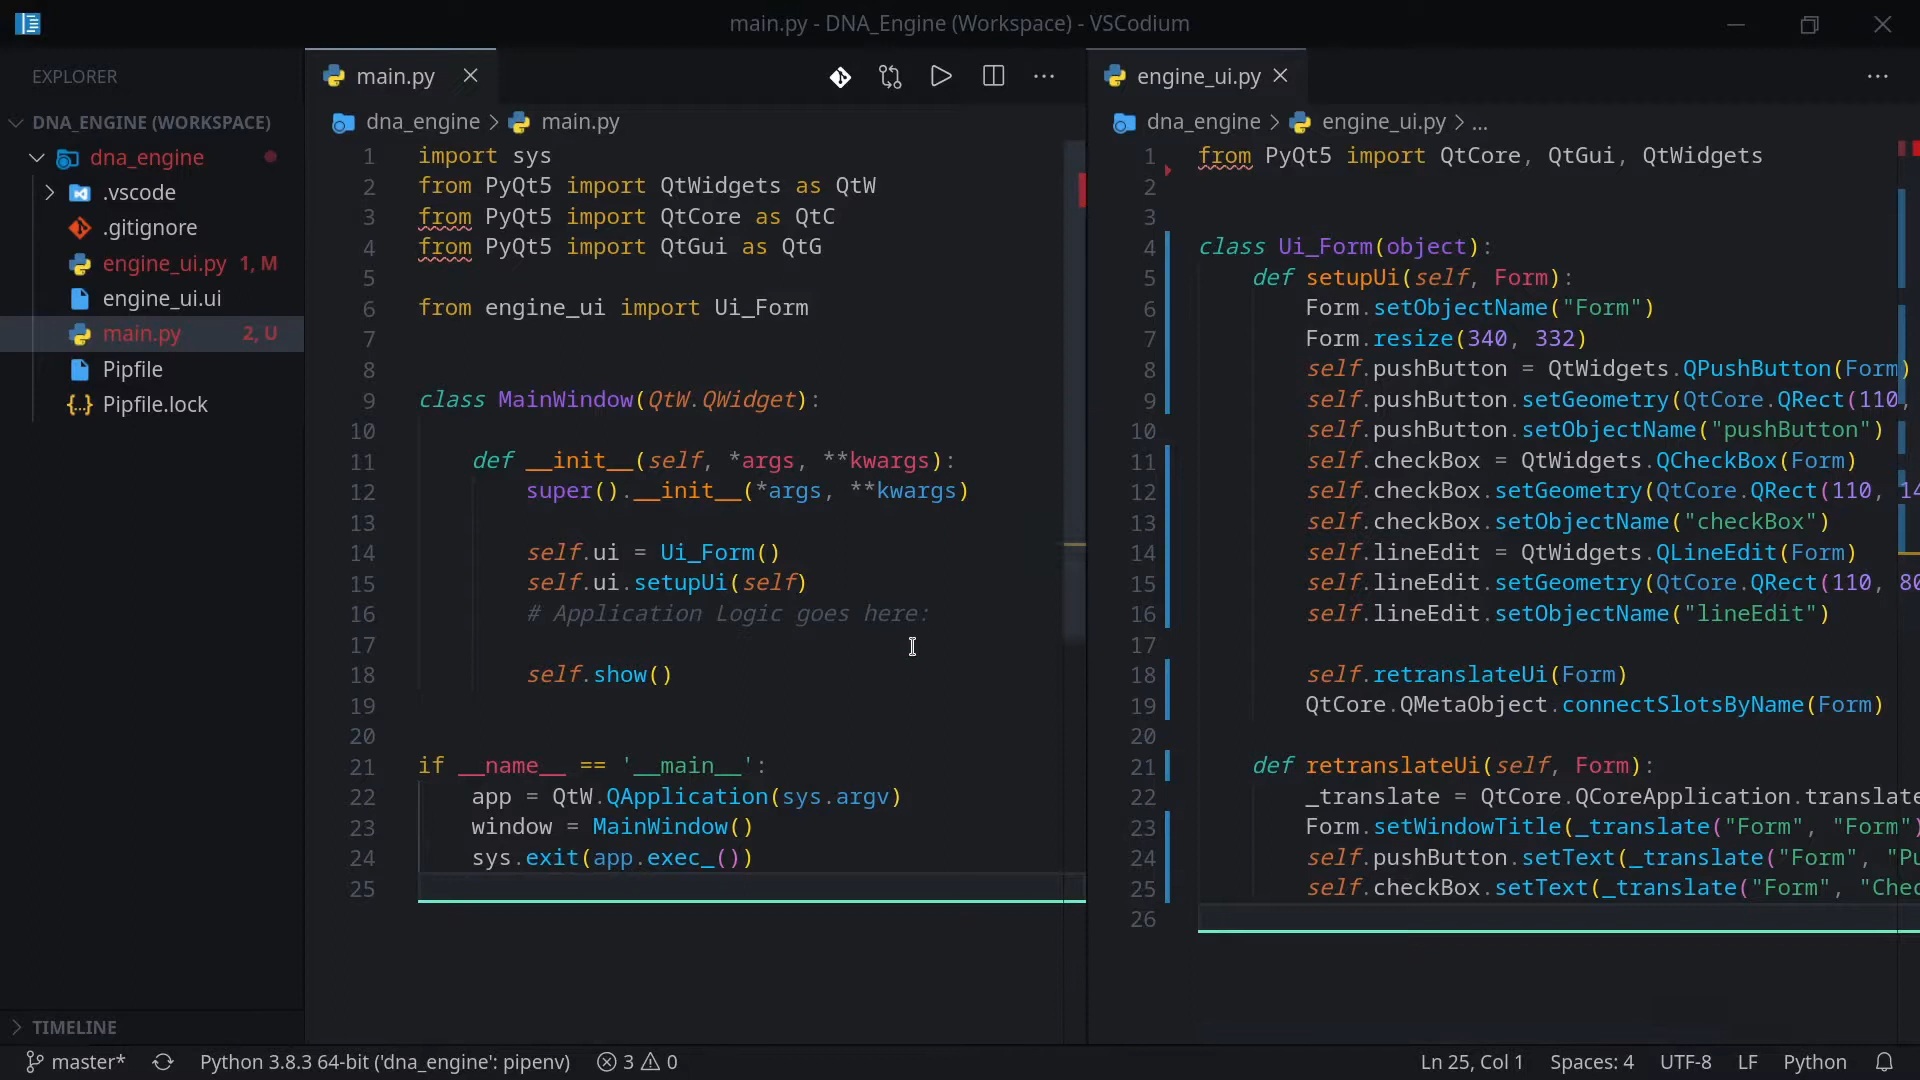 main.py - DNA_Engine (Workspace) - VSCodium
EXPLORER
DNA_ENGINE (WORKSPACE)
dna_engine
.vscode
.gitignore
engine_ui.py 1, M
engine_ui.ui
main.py 2, U
Pipfile
Pipfile.lock
TIMELINE
main.py
dna_engine > main.py
1 import sys
2 from PyQt5 import QtWidgets as QtW
3 from PyQt5 import QtCore as QtC
4 from PyQt5 import QtGui as QtG
5
6 from engine_ui import Ui_Form
7
8
9 class MainWindow(QtW.QWidget):
10
11     def __init__(self, *args, **kwargs):
12         super().__init__(*args, **kwargs)
13
14         self.ui = Ui_Form()
15         self.ui.setupUi(self)
16         # Application Logic goes here:
17
18         self.show()
19
20
21 if __name__ == '__main__':
22     app = QtW.QApplication(sys.argv)
23     window = MainWindow()
24     sys.exit(app.exec_())
25
engine_ui.py
dna_engine > engine_ui.py > ...
1 from PyQt5 import QtCore, QtGui, QtWidgets
2
3
4 class Ui_Form(object):
5     def setupUi(self, Form):
6         Form.setObjectName("Form")
7         Form.resize(340, 332)
8         self.pushButton = QtWidgets.QPushButton(Form)
9         self.pushButton.setGeometry(QtCore.QRect(110,
10         self.pushButton.setObjectName("pushButton")
11         self.checkBox = QtWidgets.QCheckBox(Form)
12         self.checkBox.setGeometry(QtCore.QRect(110, 14
13         self.checkBox.setObjectName("checkBox")
14         self.lineEdit = QtWidgets.QLineEdit(Form)
15         self.lineEdit.setGeometry(QtCore.QRect(110, 80
16         self.lineEdit.setObjectName("lineEdit")
17
18         self.retranslateUi(Form)
19         QtCore.QMetaObject.connectSlotsByName(Form)
20
21     def retranslateUi(self, Form):
22         _translate = QtCore.QCoreApplication.translate
23         Form.setWindowTitle(_translate("Form", "Form")
24         self.pushButton.setText(_translate("Form", "Pu
25         self.checkBox.setText(_translate("Form", "Chec
26
master* Python 3.8.3 64-bit ('dna_engine': pipenv) 3 0 Ln 25, Col 1 Spaces: 4 UTF-8 LF Python